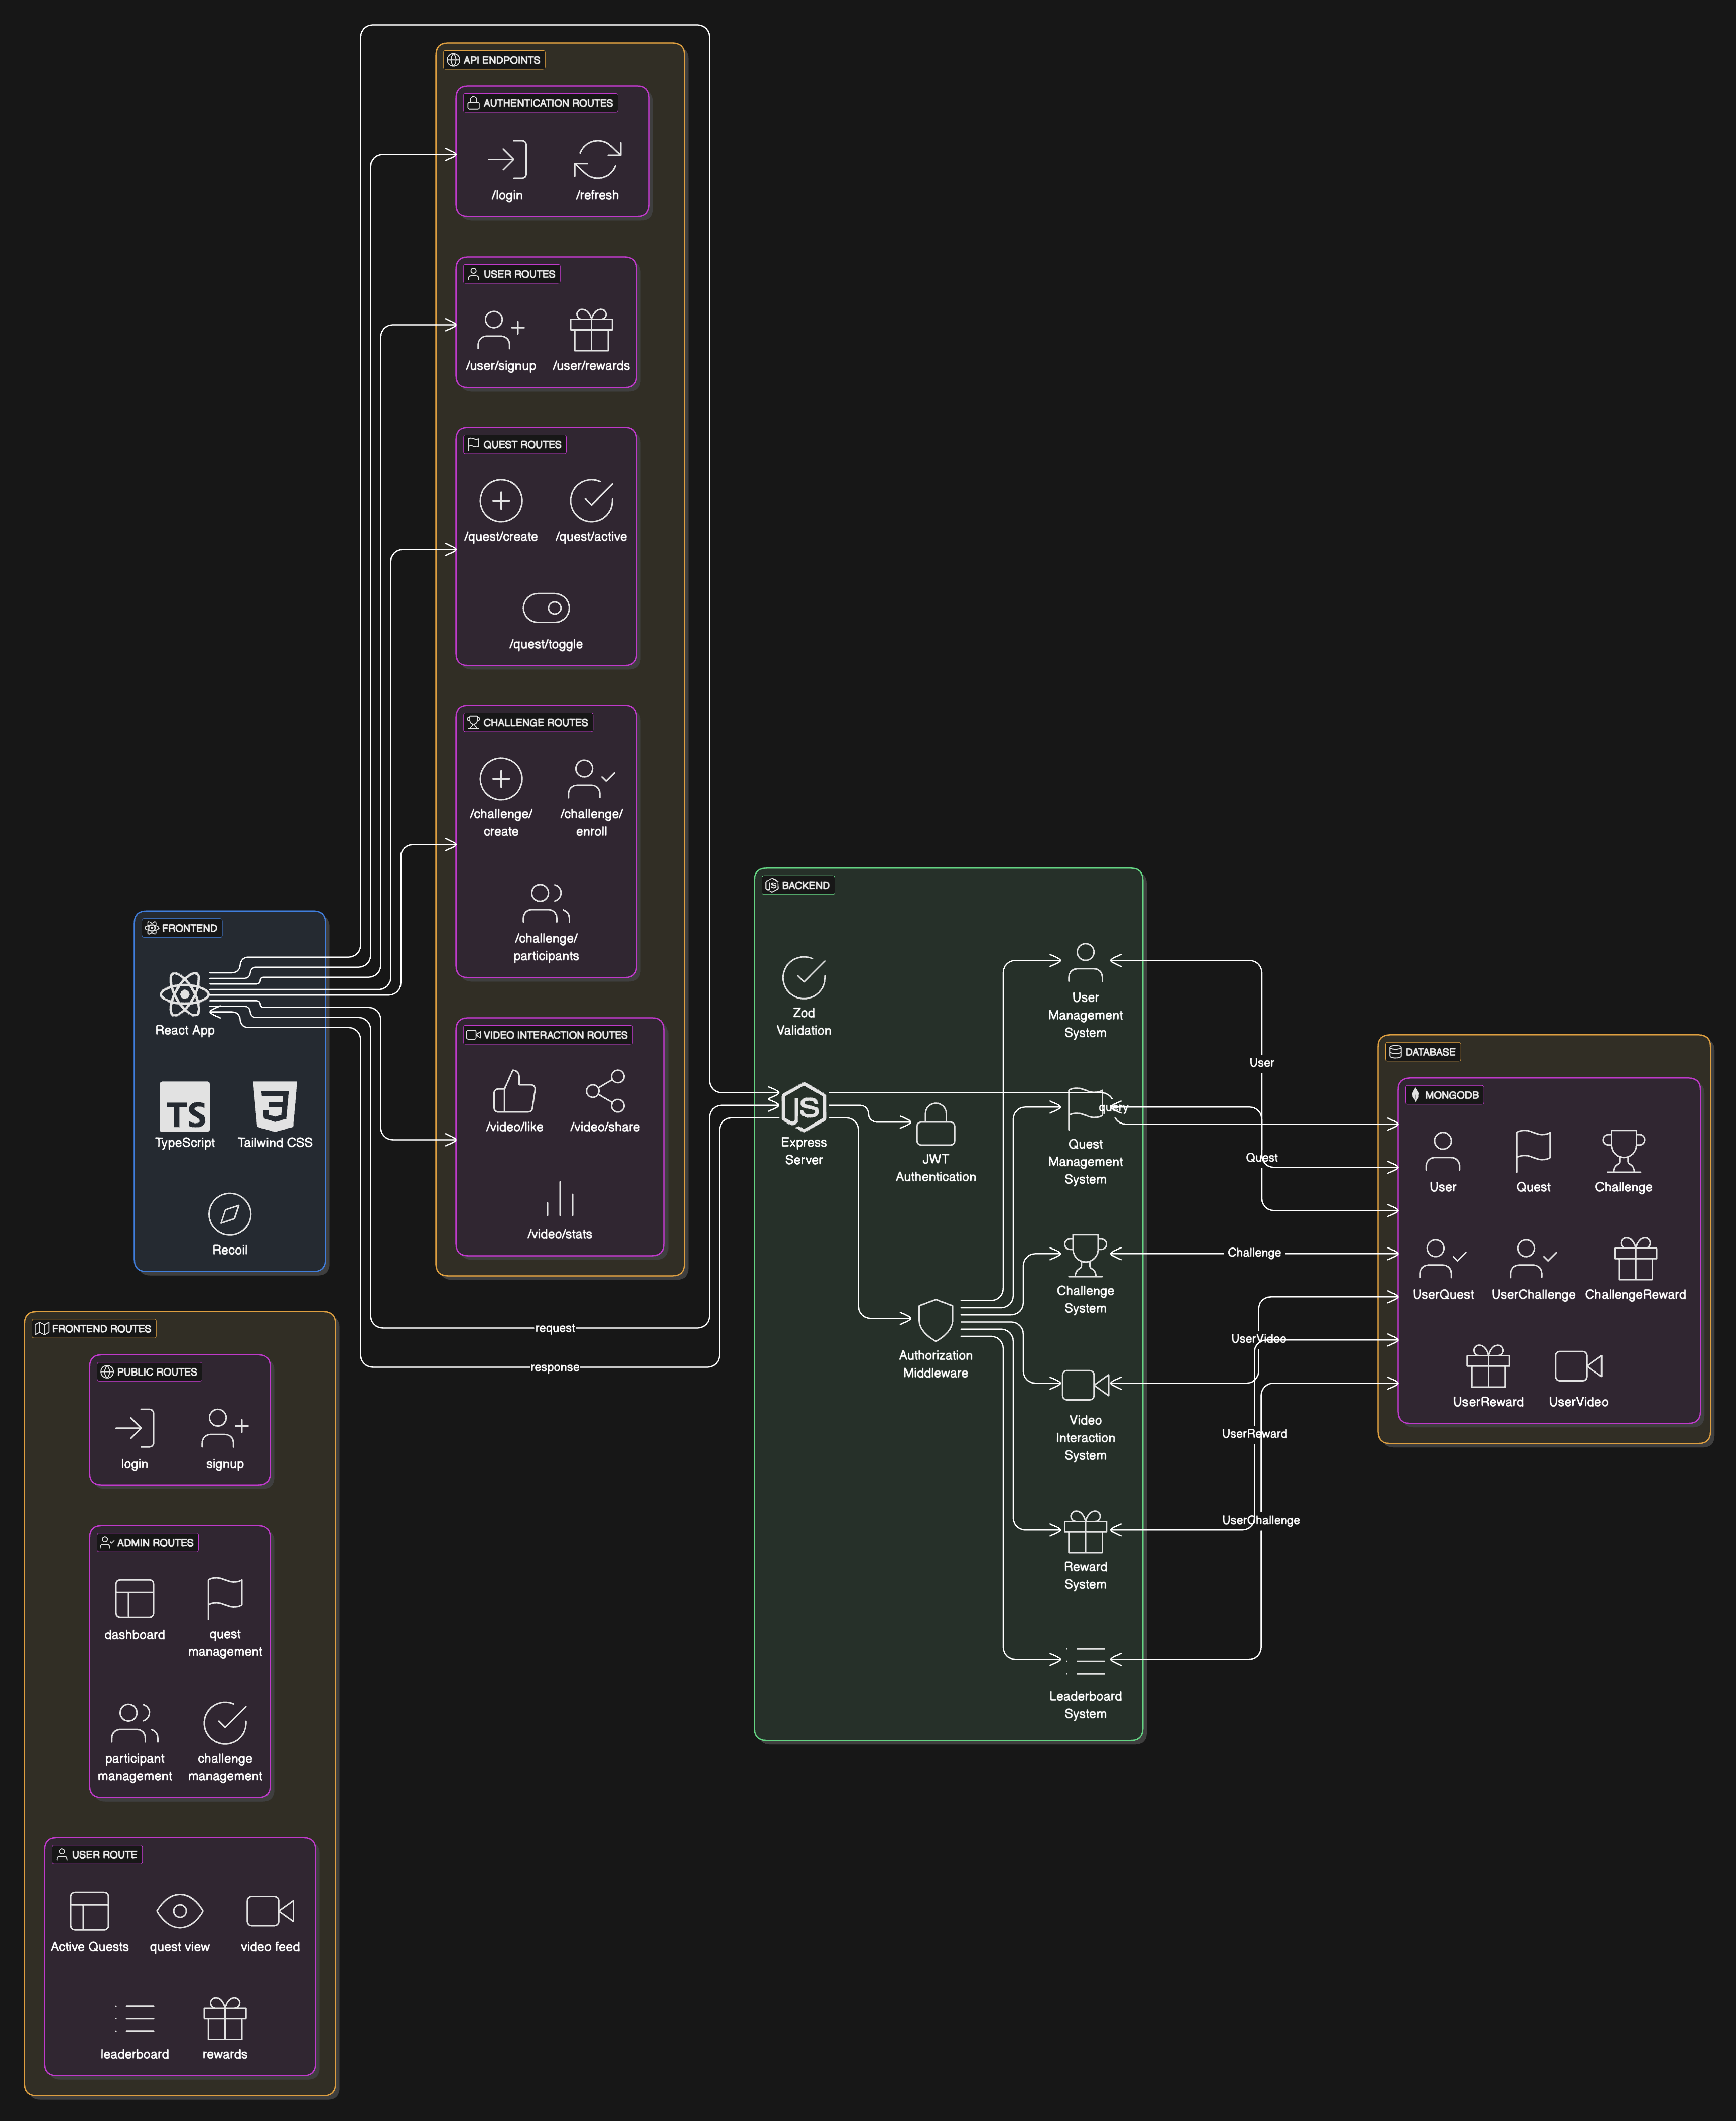 API ENDPOINTS
AUTHENTICATION ROUTES
/login
/refresh
USER ROUTES
/user/signup
/user/rewards
QUEST ROUTES
/quest/create
/quest/active
/quest/toggle
CHALLENGE ROUTES
/challenge/
create
/challenge/
enroll
/challenge/
participants
VIDEO INTERACTION ROUTES
/video/like
/video/share
/video/stats
FRONTEND
React App
TS
TypeScript
Tailwind CSS
Recoil
request
response
FRONTEND ROUTES
PUBLIC ROUTES
login
signup
ADMIN ROUTES
dashboard
quest
management
participant
management
challenge
management
USER ROUTE
Active Quests
quest view
video feed
leaderboard
rewards
BACKEND
Zod
Validation
JS
Express
Server
JWT
Authentication
Authorization
Middleware
User
Management
System
Quest
Management
System
Challenge
System
Video
Interaction
System
Reward
System
Leaderboard
System
query
User
Quest
Challenge
UserVideo
UserReward
UserChallenge
DATABASE
MONGODB
User
Quest
Challenge
UserQuest
UserChallenge
ChallengeReward
UserReward
UserVideo